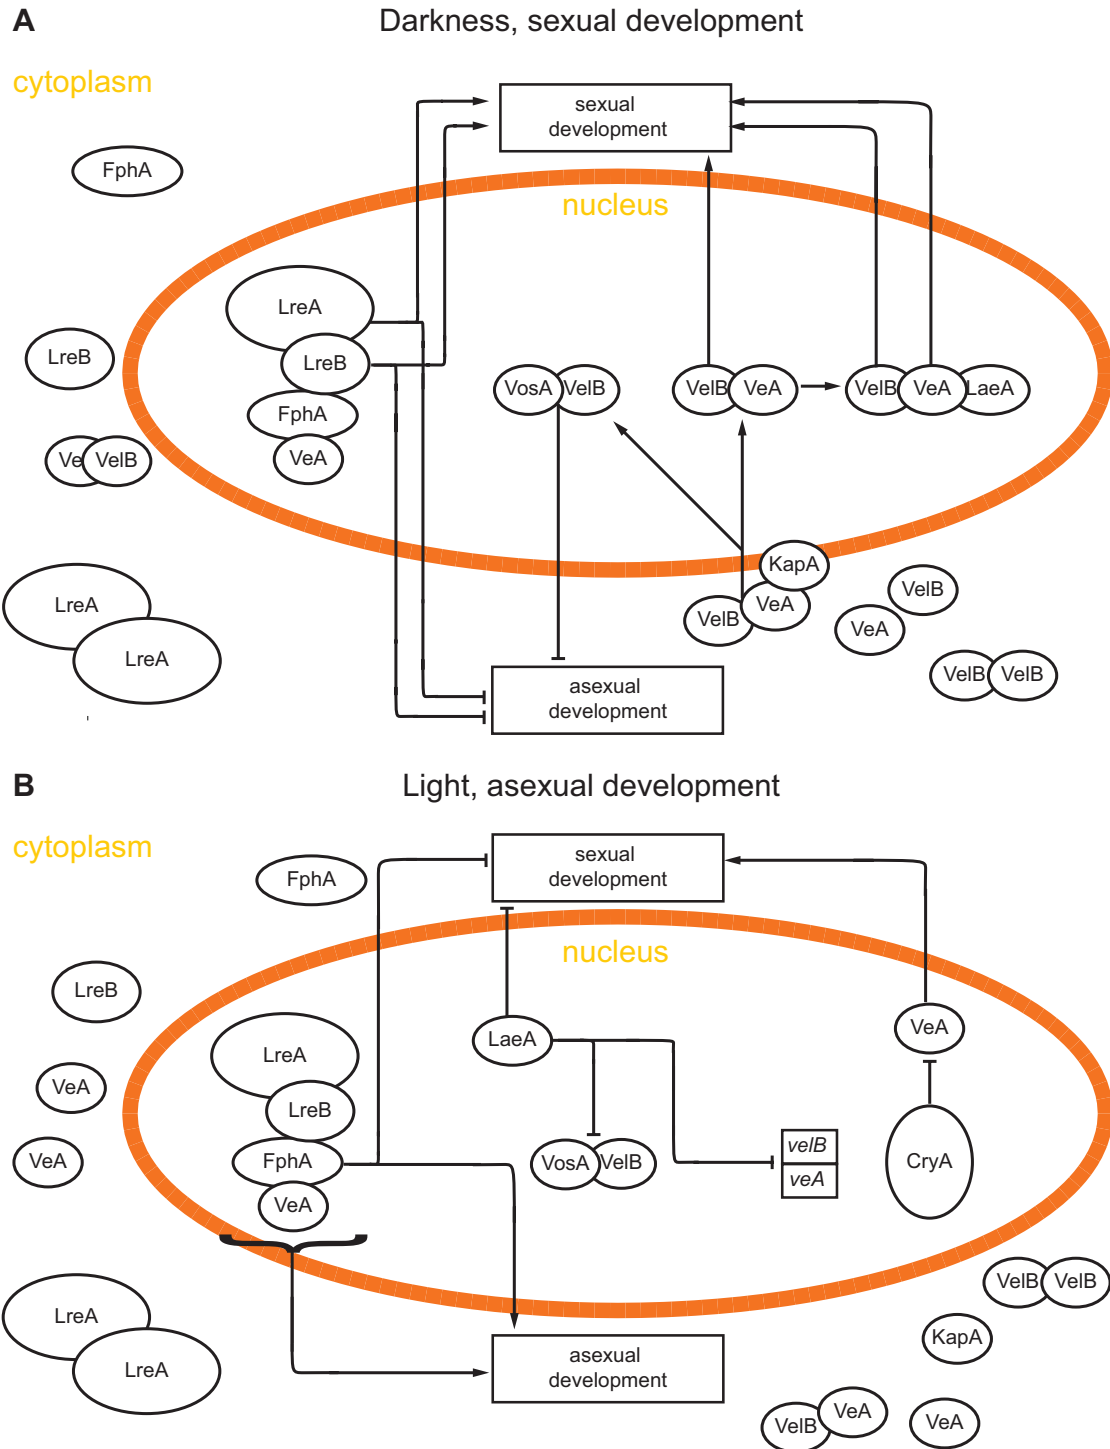 A
Darkness, sexual development
cytoplasm
sexual
development
FphA
nucleus
LreA
LreB
LreB
VosA
VelB
VelB
VeA
VelB
VeA
LaeA
FphA
VeA
Ve
VelB
KapA
LreA
VelB
VeA
VelB
VeA
LreA
VelB
VelB
asexual
development
B
Light, asexual development
cytoplasm
sexual
development
FphA
nucleus
LreB
VeA
LaeA
LreA
VeA
LreB
VeA
FphA
VosA
VelB
velB
veA
CryA
VeA
VelB
VelB
LreA
KapA
LreA
asexual
development
VelB
VeA
VeA